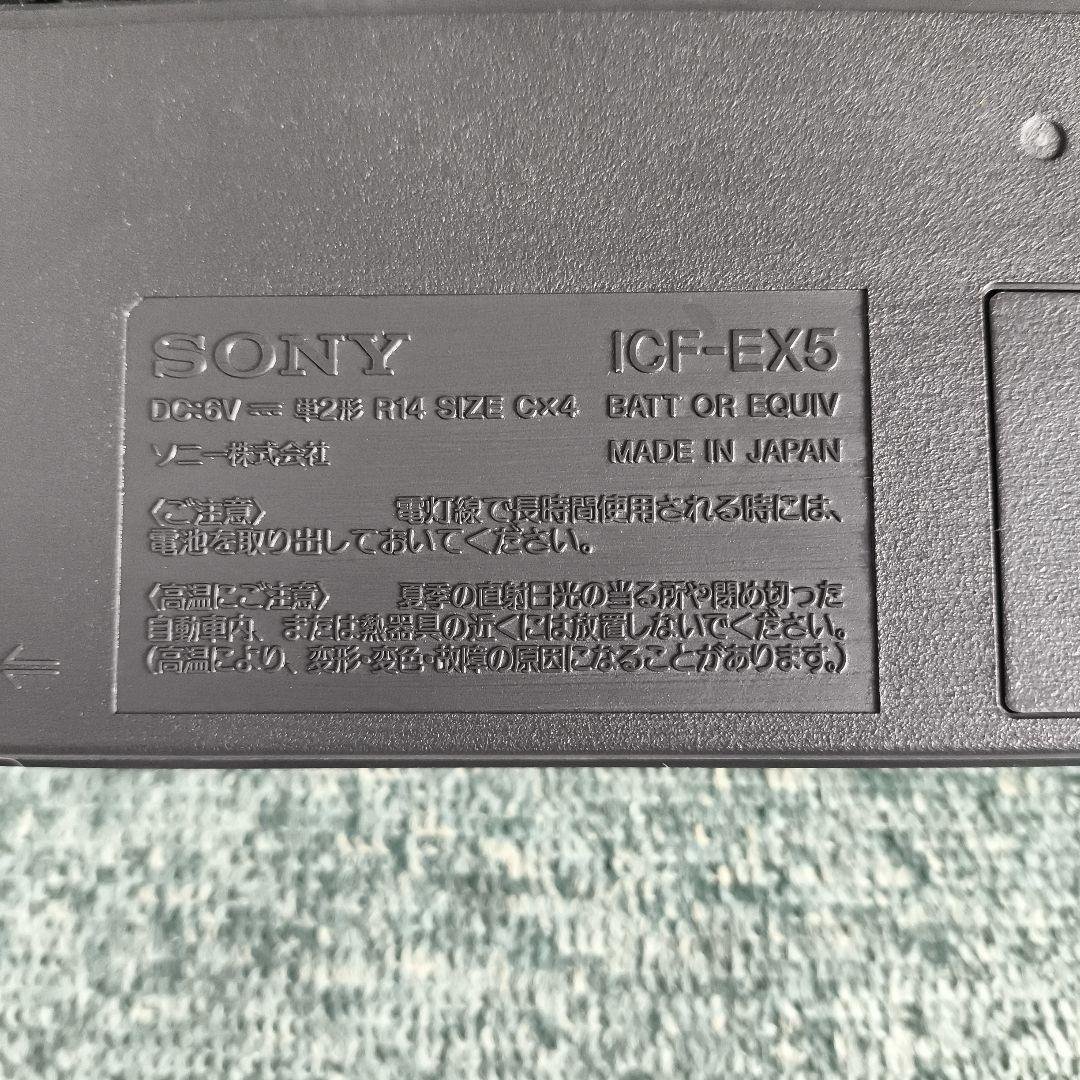 SONY ICF-EX5
DC:6V ⎓ 単2形 R14 SIZE C×4 BATT OR EQUIV
ソニー株式会社 MADE IN JAPAN
〈ご注意〉 電灯線で長時間使用される時には、
電池を取り出しておいてください。
〈高温にご注意〉 夏季の直射日光の当る所や閉め切った
自動車内、または熱器具の近くには放置しないでください。
(高温により、変形・変色・故障の原因になることがあります。)